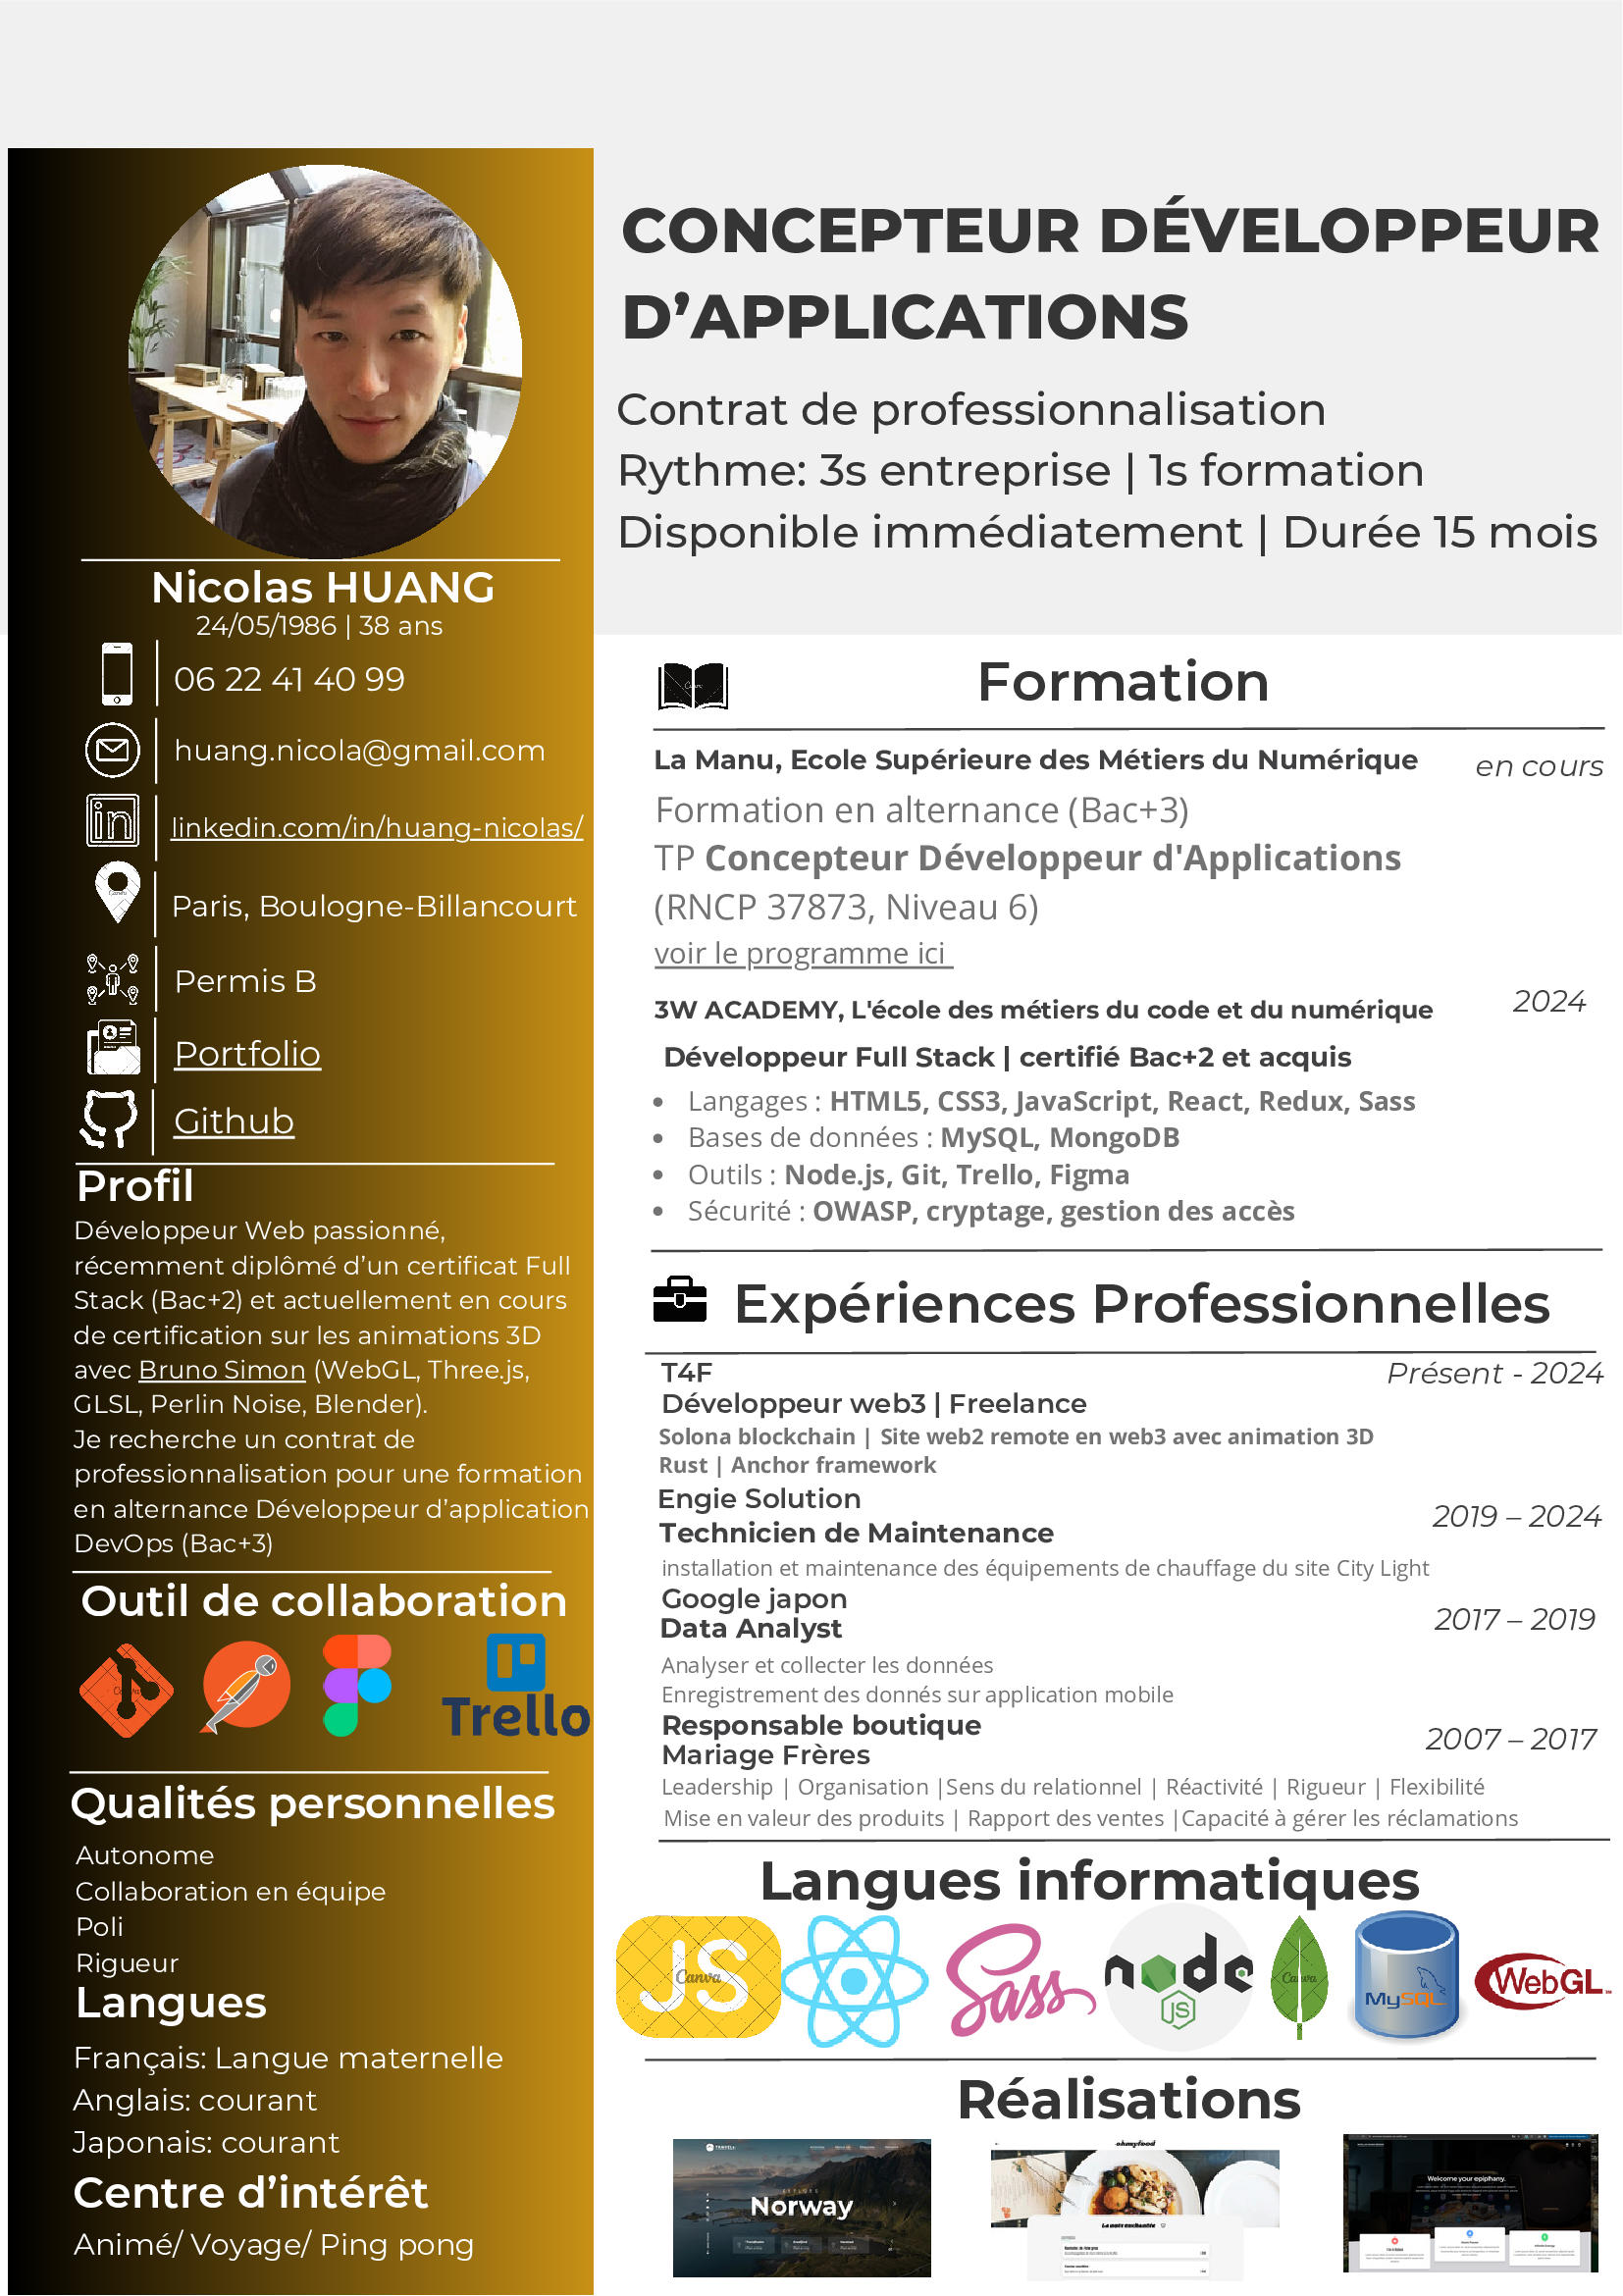 CONCEPTEUR DÉVELOPPEUR
D’APPLICATIONS
Contrat de professionnalisation
Rythme: 3s entreprise | 1s formation
Disponible immédiatement | Durée 15 mois
Nicolas HUANG
24/05/1986 | 38 ans
06 22 41 40 99
huang.nicola@gmail.com
linkedin.com/in/huang-nicolas/
Paris, Boulogne-Billancourt
Permis B
Portfolio
Github
Profil
Développeur Web passionné,
récemment diplômé d’un certificat Full
Stack (Bac+2) et actuellement en cours
de certification sur les animations 3D
avec Bruno Simon (WebGL, Three.js,
GLSL, Perlin Noise, Blender).
Je recherche un contrat de
professionnalisation pour une formation
en alternance Développeur d’application
DevOps (Bac+3)
Outil de collaboration
Trello
Qualités personnelles
Autonome
Collaboration en équipe
Poli
Rigueur
Langues
Français: Langue maternelle
Anglais: courant
Japonais: courant
Centre d’intérêt
Animé/ Voyage/ Ping pong
Formation
La Manu, Ecole Supérieure des Métiers du Numérique
en cours
Formation en alternance (Bac+3)
TP Concepteur Développeur d'Applications
(RNCP 37873, Niveau 6)
voir le programme ici
3W ACADEMY, L'école des métiers du code et du numérique
2024
Développeur Full Stack | certifié Bac+2 et acquis
• Langages : HTML5, CSS3, JavaScript, React, Redux, Sass
• Bases de données : MySQL, MongoDB
• Outils : Node.js, Git, Trello, Figma
• Sécurité : OWASP, cryptage, gestion des accès
Expériences Professionnelles
T4F
Présent - 2024
Développeur web3 | Freelance
Solona blockchain | Site web2 remote en web3 avec animation 3D
Rust | Anchor framework
Engie Solution
2019 – 2024
Technicien de Maintenance
installation et maintenance des équipements de chauffage du site City Light
Google japon
2017 – 2019
Data Analyst
Analyser et collecter les données
Enregistrement des donnés sur application mobile
Responsable boutique
2007 – 2017
Mariage Frères
Leadership | Organisation |Sens du relationnel | Réactivité | Rigueur | Flexibilité
Mise en valeur des produits | Rapport des ventes |Capacité à gérer les réclamations
Langues informatiques
JS
Canva
Sass
node
JS
Canva
MySQL
WebGL
Réalisations
Norway
ohmyfood
La note enchantée
Welcome your epiphany.